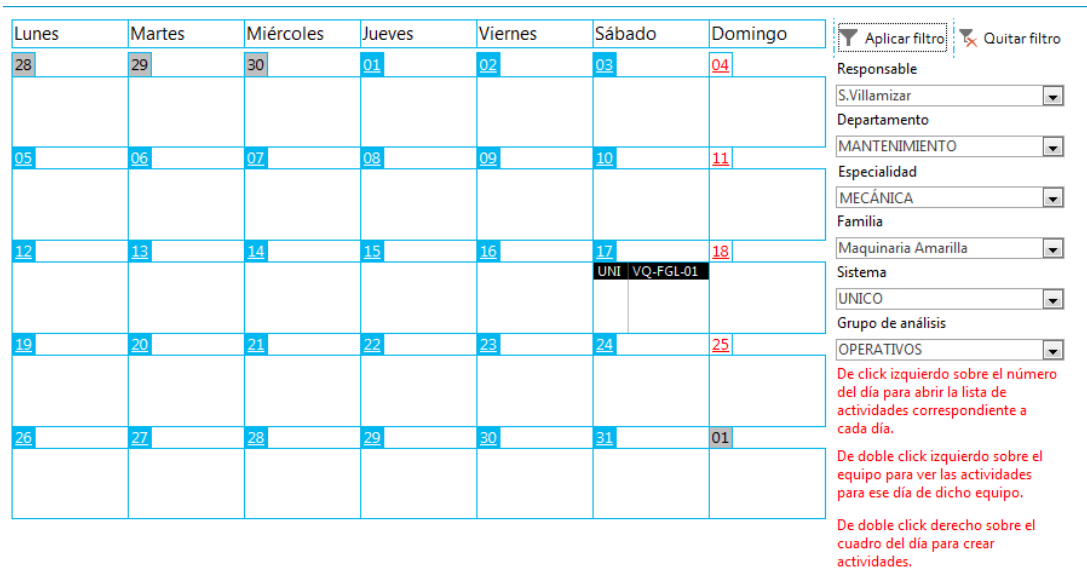 Lunes Martes Miércoles Jueves Viernes Sábado Domingo
28 29 30 01 02 03 04
05 06 07 08 09 10 11
12 13 14 15 16 17 18
UNI VQ-FGL-01
19 20 21 22 23 24 25
26 27 28 29 30 31 01
Aplicar filtro Quitar filtro
Responsable
S.Villamizar
Departamento
MANTENIMIENTO
Especialidad
MECÁNICA
Familia
Maquinaria Amarilla
Sistema
UNICO
Grupo de análisis
OPERATIVOS
De click izquierdo sobre el número
del día para abrir la lista de
actividades correspondiente a
cada día.
De doble click izquierdo sobre el
equipo para ver las actividades
para ese día de dicho equipo.
De doble click derecho sobre el
cuadro del día para crear
actividades.